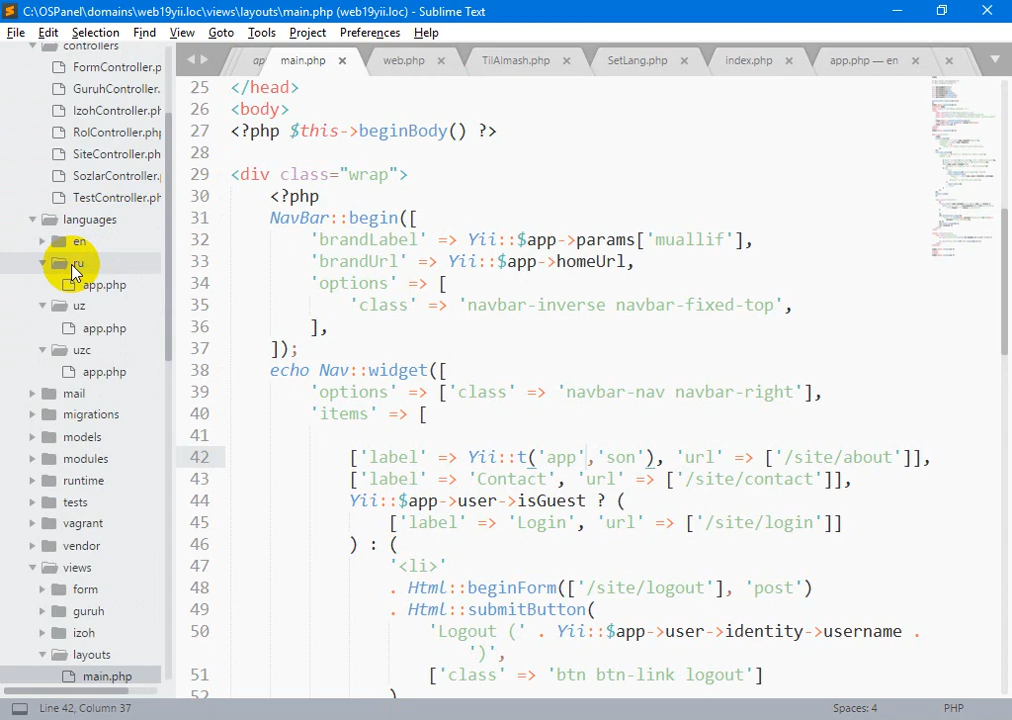 C:\OSPanel\domains\web19yii.loc\views\layouts\main.php (web19yii.loc) - Sublime Text
File Edit Selection Find View Goto Tools Project Preferences Help
ap main.php web.php TilAlmash.php SetLang.php index.php app.php — en
controllers
FormController.p
GuruhController.
IzohController.ph
RolController.php
SiteController.ph
SozlarController.
TestController.ph
languages
en
ru
app.php
uz
app.php
uzc
app.php
mail
migrations
models
modules
runtime
tests
vagrant
vendor
views
form
guruh
izoh
layouts
main.php
25 </head>
26 <body>
27 <?php $this->beginBody() ?>
28
29 <div class="wrap">
30 <?php
31 NavBar::begin([
32 'brandLabel' => Yii::$app->params['muallif'],
33 'brandUrl' => Yii::$app->homeUrl,
34 'options' => [
35 'class' => 'navbar-inverse navbar-fixed-top',
36 ],
37 ]);
38 echo Nav::widget([
39 'options' => ['class' => 'navbar-nav navbar-right'],
40 'items' => [
41
42 ['label' => Yii::t('app','son'), 'url' => ['/site/about']],
43 ['label' => 'Contact', 'url' => ['/site/contact']],
44 Yii::$app->user->isGuest ? (
45 ['label' => 'Login', 'url' => ['/site/login']]
46 ) : (
47 '<li>'
48 . Html::beginForm(['/site/logout'], 'post')
49 . Html::submitButton(
50 'Logout (' . Yii::$app->user->identity->username .
')',
51 ['class' => 'btn btn-link logout']
52 )
Line 42, Column 37 Spaces: 4 PHP